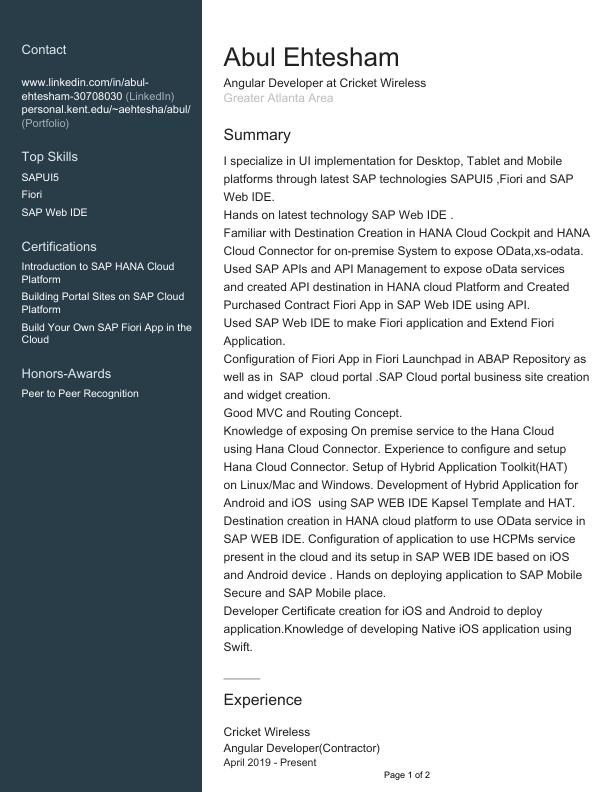 Contact
www.linkedin.com/in/abul-
ehtesham-30708030 (LinkedIn)
personal.kent.edu/~aehtesha/abul/
(Portfolio)
Top Skills
SAPUI5
Fiori
SAP Web IDE
Certifications
Introduction to SAP HANA Cloud
Platform
Building Portal Sites on SAP Cloud
Platform
Build Your Own SAP Fiori App in the
Cloud
Honors-Awards
Peer to Peer Recognition
Abul Ehtesham
Angular Developer at Cricket Wireless
Greater Atlanta Area
Summary
I specialize in UI implementation for Desktop, Tablet and Mobile
platforms through latest SAP technologies SAPUI5 ,Fiori and SAP
Web IDE.
Hands on latest technology SAP Web IDE .
Familiar with Destination Creation in HANA Cloud Cockpit and HANA
Cloud Connector for on-premise System to expose OData,xs-odata.
Used SAP APIs and API Management to expose oData services
and created API destination in HANA cloud Platform and Created
Purchased Contract Fiori App in SAP Web IDE using API.
Used SAP Web IDE to make Fiori application and Extend Fiori
Application.
Configuration of Fiori App in Fiori Launchpad in ABAP Repository as
well as in  SAP  cloud portal .SAP Cloud portal business site creation
and widget creation.
Good MVC and Routing Concept.
Knowledge of exposing On premise service to the Hana Cloud
using Hana Cloud Connector. Experience to configure and setup
Hana Cloud Connector. Setup of Hybrid Application Toolkit(HAT)
on Linux/Mac and Windows. Development of Hybrid Application for
Android and iOS  using SAP WEB IDE Kapsel Template and HAT.
Destination creation in HANA cloud platform to use OData service in
SAP WEB IDE. Configuration of application to use HCPMs service
present in the cloud and its setup in SAP WEB IDE based on iOS
and Android device . Hands on deploying application to SAP Mobile
Secure and SAP Mobile place.
Developer Certificate creation for iOS and Android to deploy
application.Knowledge of developing Native iOS application using
Swift.
Experience
Cricket Wireless
Angular Developer(Contractor)
April 2019 - Present
Page 1 of 2